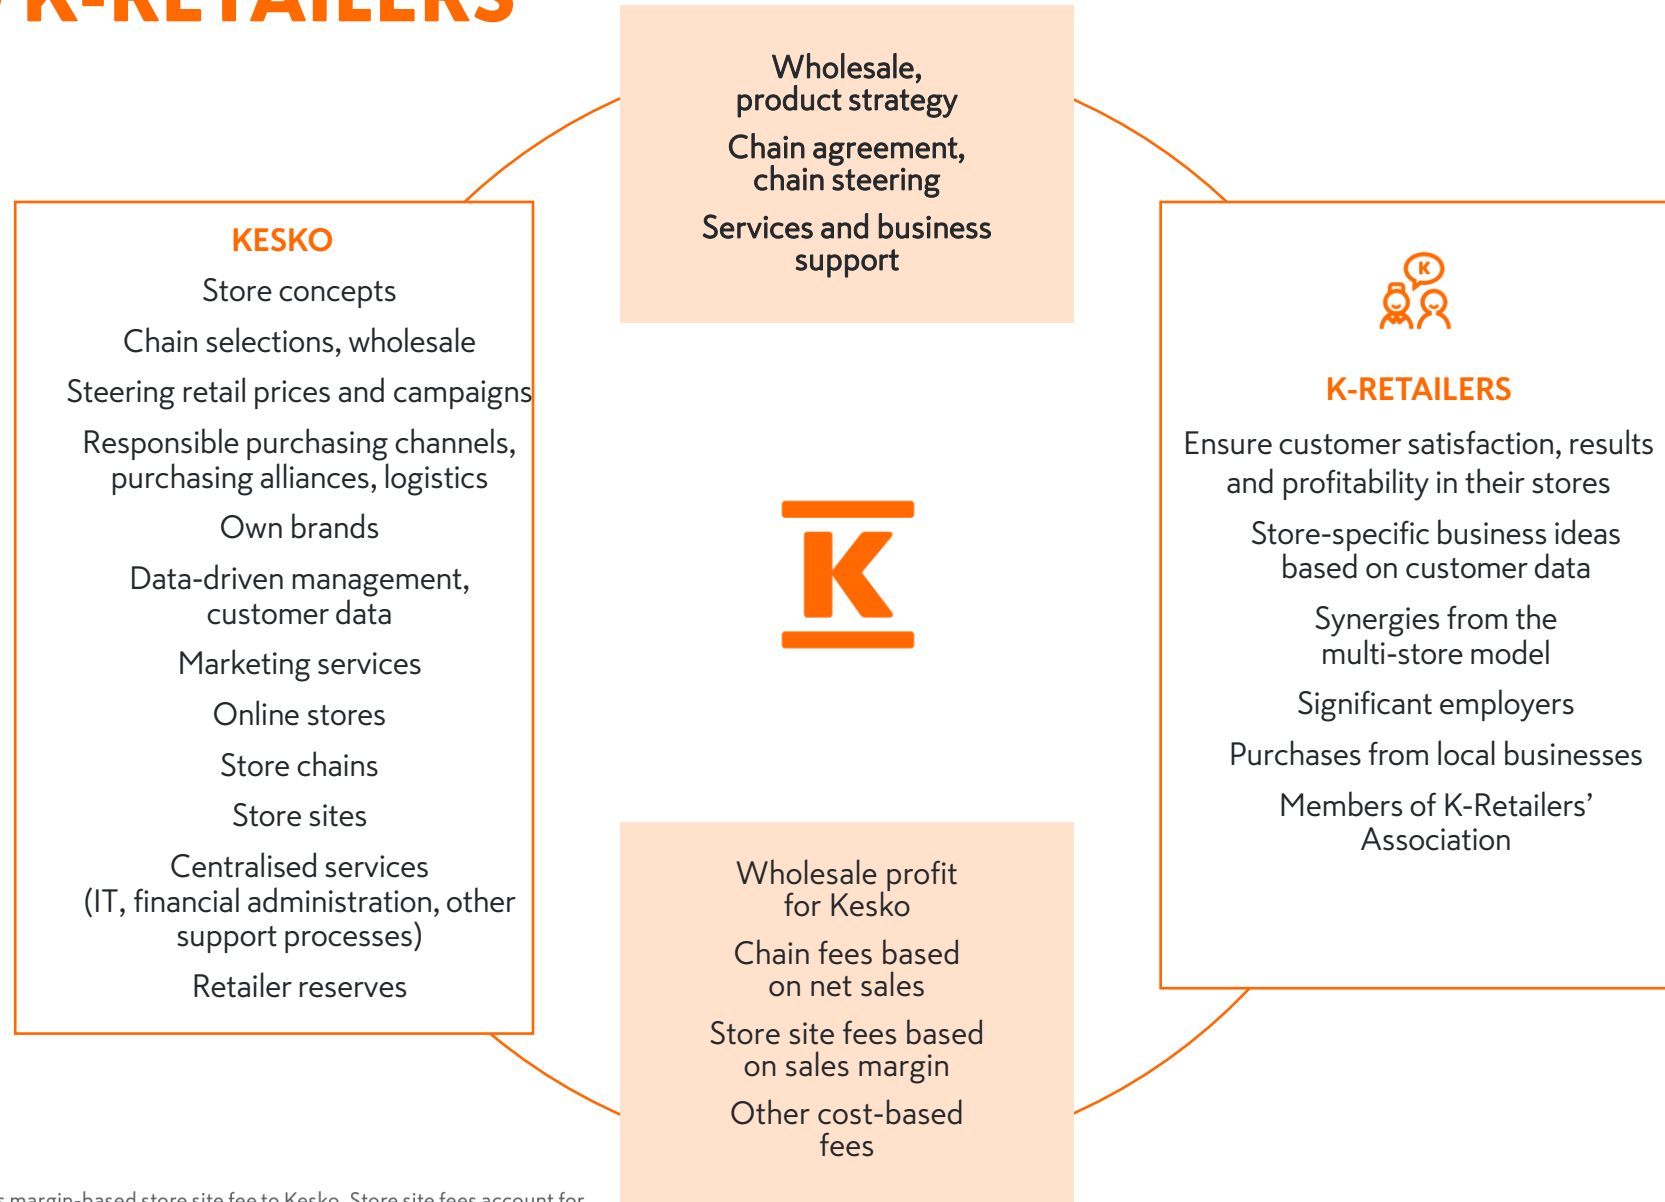 K-RETAILERS
Wholesale,
product strategy
Chain agreement,
chain steering
Services and business
support
KESKO
Store concepts
Chain selections, wholesale
Steering retail prices and campaigns
Responsible purchasing channels,
purchasing alliances, logistics
Own brands
Data-driven management,
customer data
Marketing services
Online stores
Store chains
Store sites
Centralised services
(IT, financial administration, other
support processes)
Retailer reserves
K
K
K-RETAILERS
Ensure customer satisfaction, results
and profitability in their stores
Store-specific business ideas
based on customer data
Synergies from the
multi-store model
Significant employers
Purchases from local businesses
Members of K-Retailers’
Association
Wholesale profit
for Kesko
Chain fees based
on net sales
Store site fees based
on sales margin
Other cost-based
fees
margin-based store site fee to Kesko. Store site fees account for